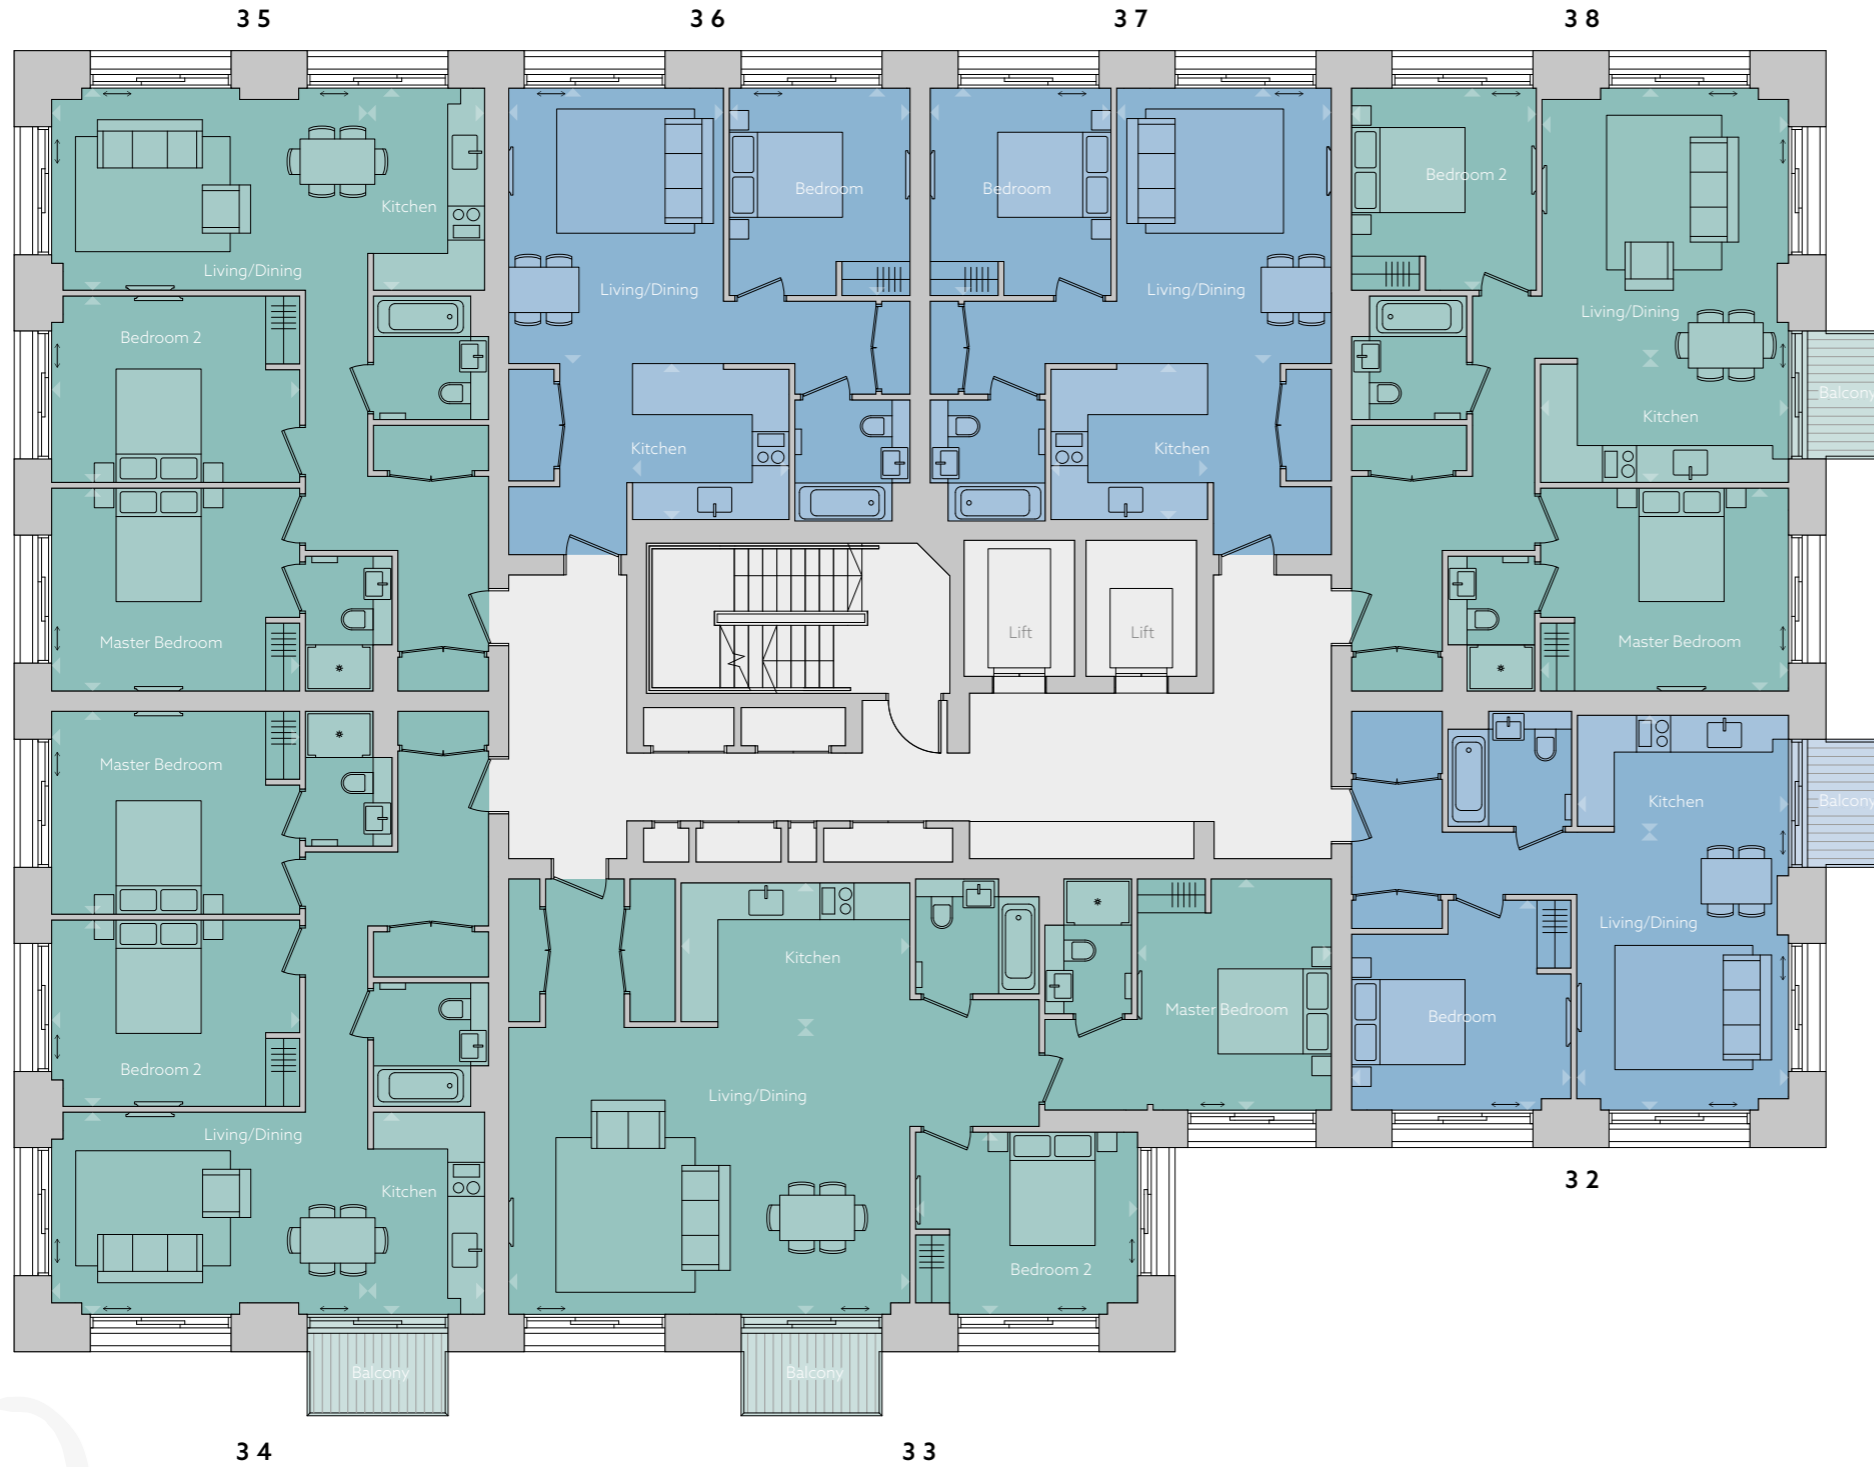 35
36
37
38
Kitchen
Living/Dining
Bedroom 2
Master Bedroom
Living/Dining
Bedroom
Kitchen
Bedroom
Living/Dining
Kitchen
Bedroom 2
Living/Dining
Balcony
Kitchen
Master Bedroom
Lift
Lift
Master Bedroom
Bedroom 2
Living/Dining
Kitchen
Balcony
Kitchen
Living/Dining
Master Bedroom
Bedroom 2
Balcony
Kitchen
Balcony
Living/Dining
Bedroom
32
34
33